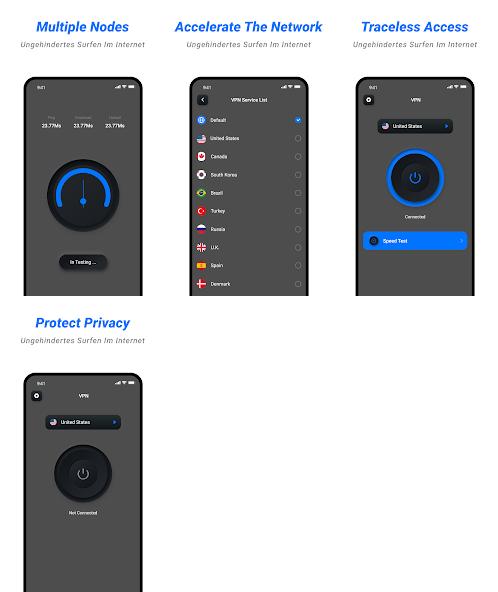 Multiple Nodes
Ungehindertes Surfen Im Internet
9:41
Ping Download Upload
23.77Ms 23.77Ms 23.77Ms
In Testing ...
Accelerate The Network
Ungehindertes Surfen Im Internet
9:41
VPN Service List
Default
United States
Canada
South Korea
Brazil
Turkey
Russia
U.K.
Spain
Denmark
Traceless Access
Ungehindertes Surfen Im Internet
9:41
VPN
United States
Connected
Speed Test
Protect Privacy
Ungehindertes Surfen Im Internet
9:41
VPN
United States
Not Connected